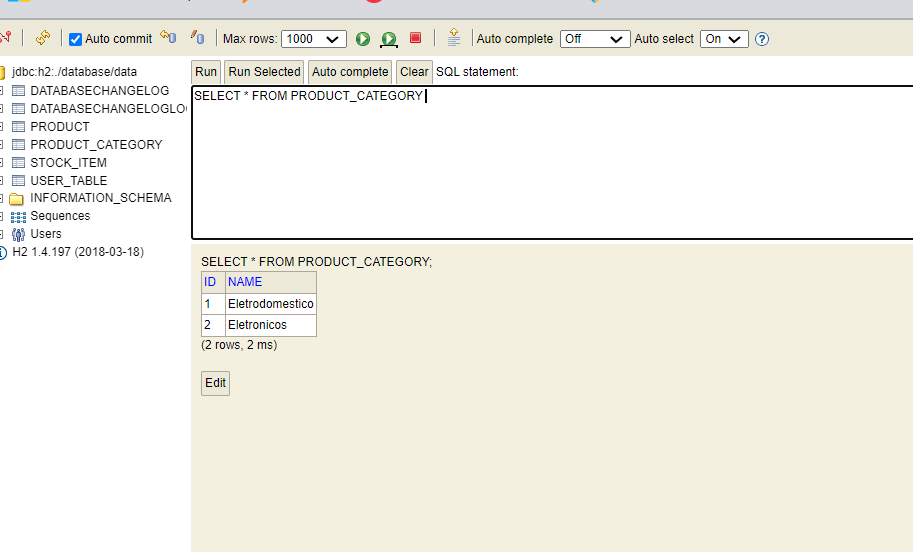 Auto commit Max rows: 1000 Auto complete Off Auto select On
jdbc:h2:./database/data
DATABASECHANGELOG
DATABASECHANGELOGLO
PRODUCT
PRODUCT_CATEGORY
STOCK_ITEM
USER_TABLE
INFORMATION_SCHEMA
Sequences
Users
H2 1.4.197 (2018-03-18)
Run Run Selected Auto complete Clear SQL statement:
SELECT * FROM PRODUCT_CATEGORY
SELECT * FROM PRODUCT_CATEGORY;
ID NAME
1 Eletrodomestico
2 Eletronicos
(2 rows, 2 ms)
Edit